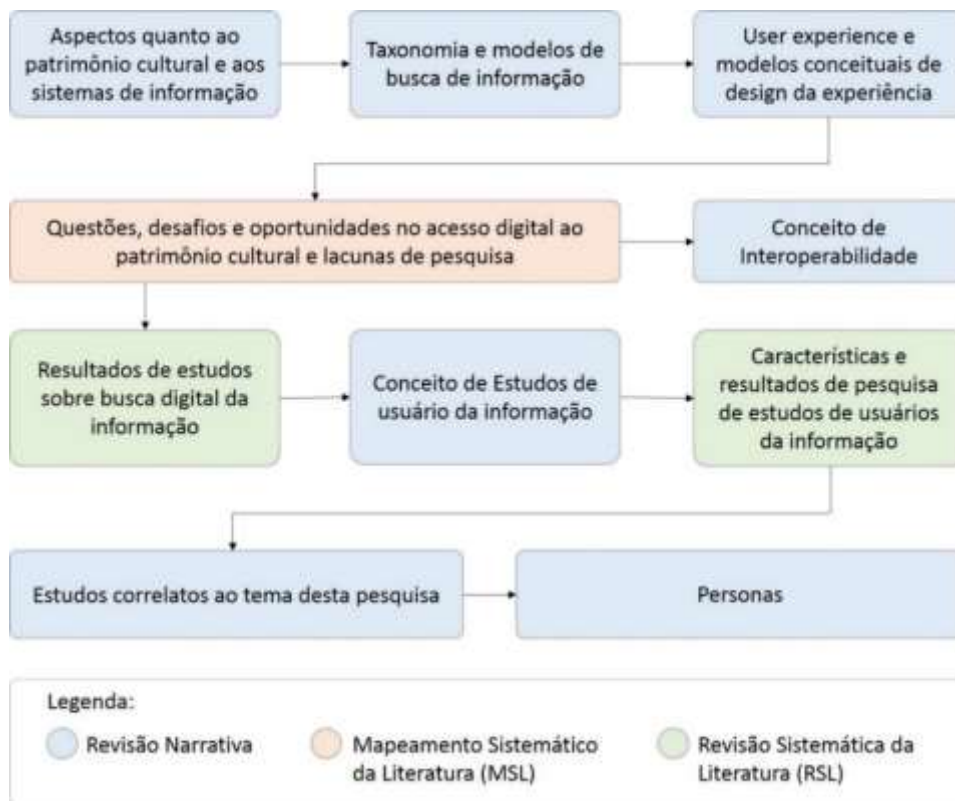 Aspectos quanto ao
patrimônio cultural e aos
sistemas de informação
Taxonomia e modelos de
busca de informação
User experience e
modelos conceituais de
design da experiência
Questões, desafios e oportunidades no acesso digital ao
patrimônio cultural e lacunas de pesquisa
Conceito de
Interoperabilidade
Resultados de estudos
sobre busca digital da
informação
Conceito de Estudos de
usuário da informação
Características e
resultados de pesquisa
de estudos de usuários
da informação
Estudos correlatos ao tema desta pesquisa
Personas
Legenda:
Revisão Narrativa
Mapeamento Sistemático
da Literatura (MSL)
Revisão Sistemática da
Literatura (RSL)